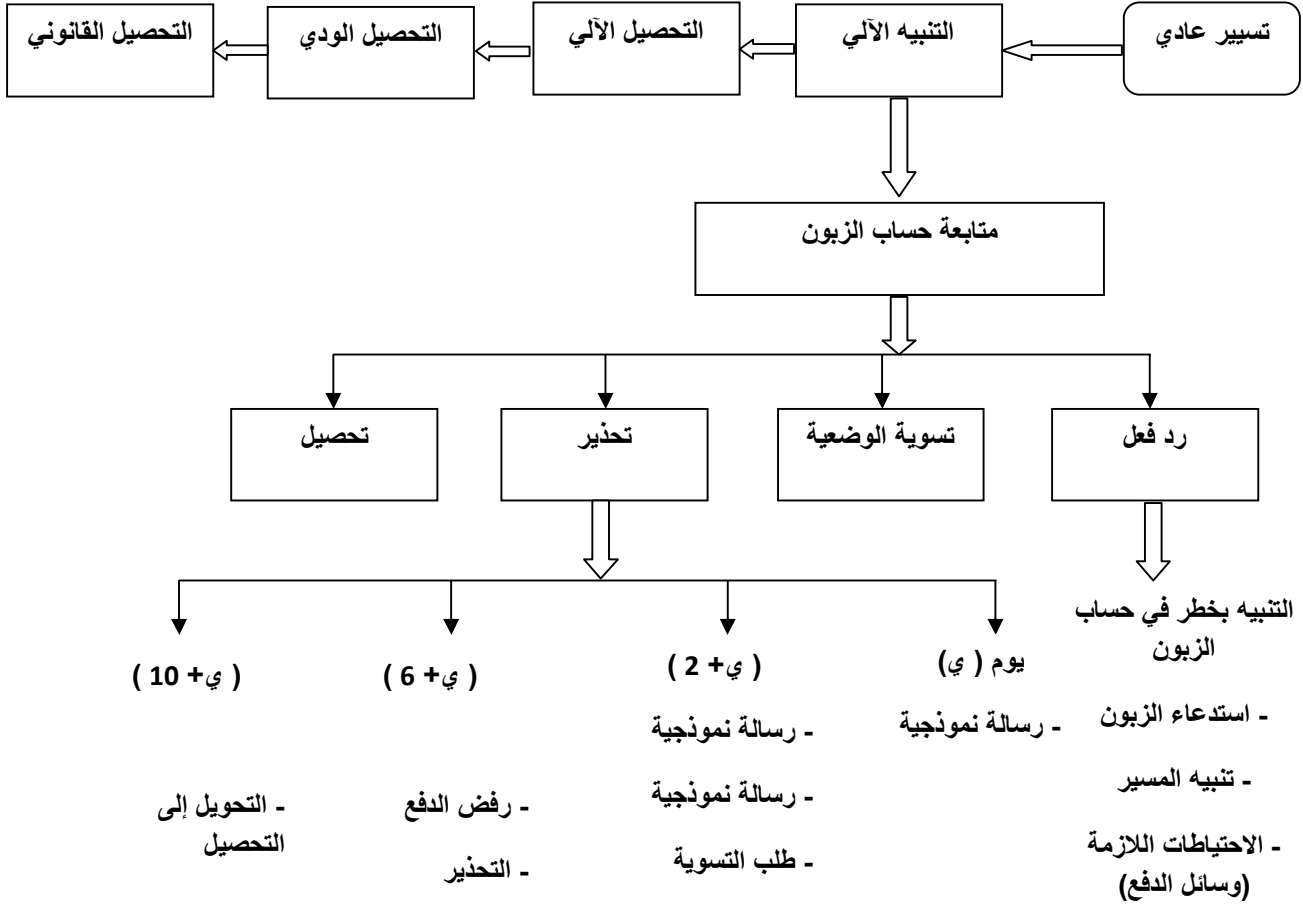 تسيير عادي
التنبيه الآلي
التحصيل الآلي
التحصيل الودي
التحصيل القانوني
متابعة حساب الزبون
رد فعل
تسوية الوضعية
تحذير
تحصيل
التنبيه بخطر في حساب
الزبون
- استدعاء الزبون
- تنبيه المسير
- الاحتياطات اللازمة
(وسائل الدفع)
يوم ( ي)
- رسالة نموذجية
( ي+ 2 )
- رسالة نموذجية
- رسالة نموذجية
- طلب التسوية
( ي+ 6 )
- رفض الدفع
- التحذير
( ي+ 10 )
- التحويل إلى
التحصيل